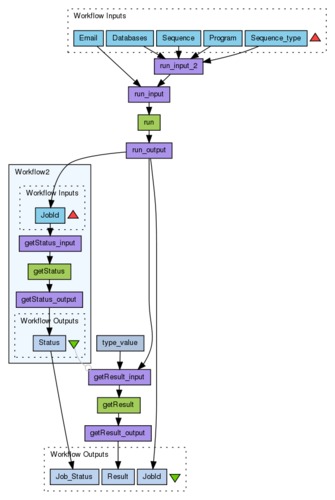 Workflow Inputs
Email
Databases
Sequence
Program
Sequence_type
run_input_2
run_input
run
run_output
Workflow2
Workflow Inputs
JobId
getStatus_input
getStatus
getStatus_output
Workflow Outputs
Status
type_value
getResult_input
getResult
getResult_output
Workflow Outputs
Job_Status
Result
JobId